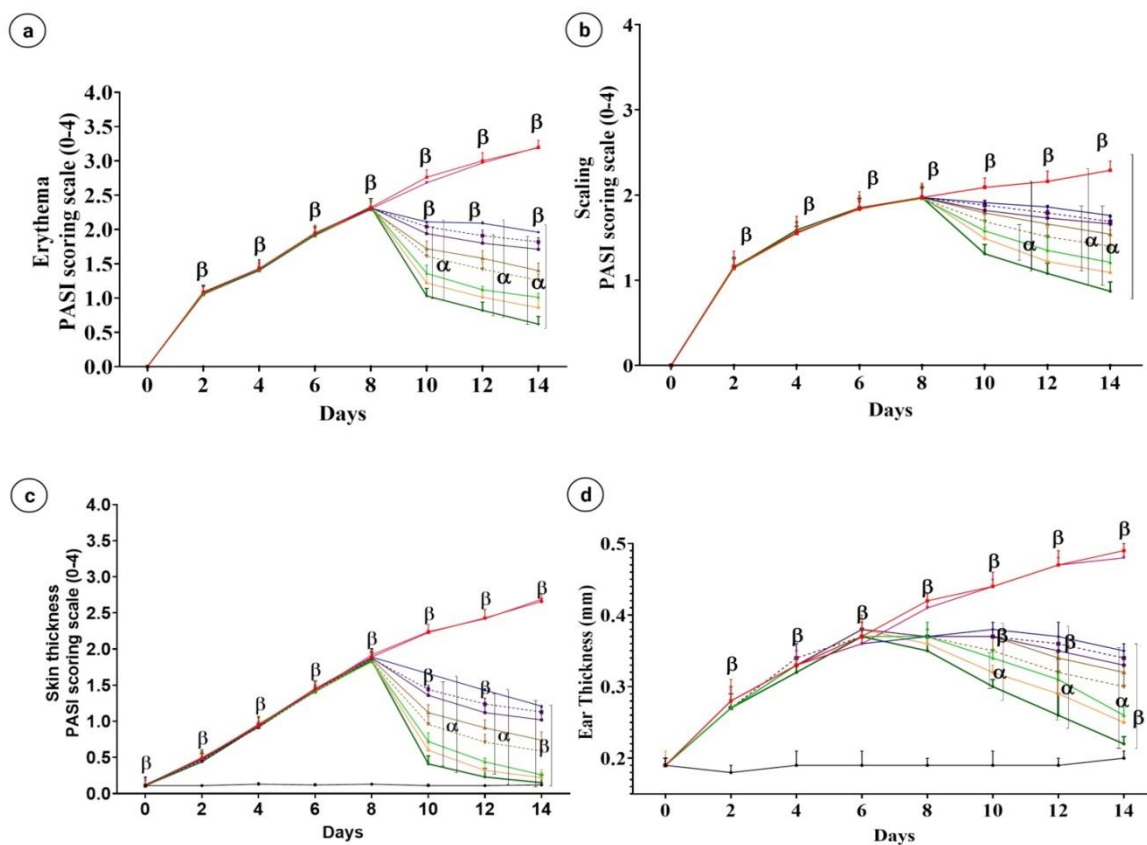 a
Erythema
PASI scoring scale (0-4)
4.0
3.5
3.0
2.5
2.0
1.5
1.0
0.5
0.0
β β β β β β β β
β β β
α α α
0 2 4 6 8 10 12 14
Days
b
Scaling
PASI scoring scale (0-4)
4
3
2
1
0
β β β β β β β
α α α
0 2 4 6 8 10 12 14
Days
c
Skin thickness
PASI scoring scale (0-4)
4.0
3.5
3.0
2.5
2.0
1.5
1.0
0.5
0.0
β β β β β β β β
β β β
α α
0 2 4 6 8 10 12 14
Days
d
Ear Thickness (mm)
0.5
0.4
0.3
0.2
β β β β β β β
β β
α α α
β
0 2 4 6 8 10 12 14
Days